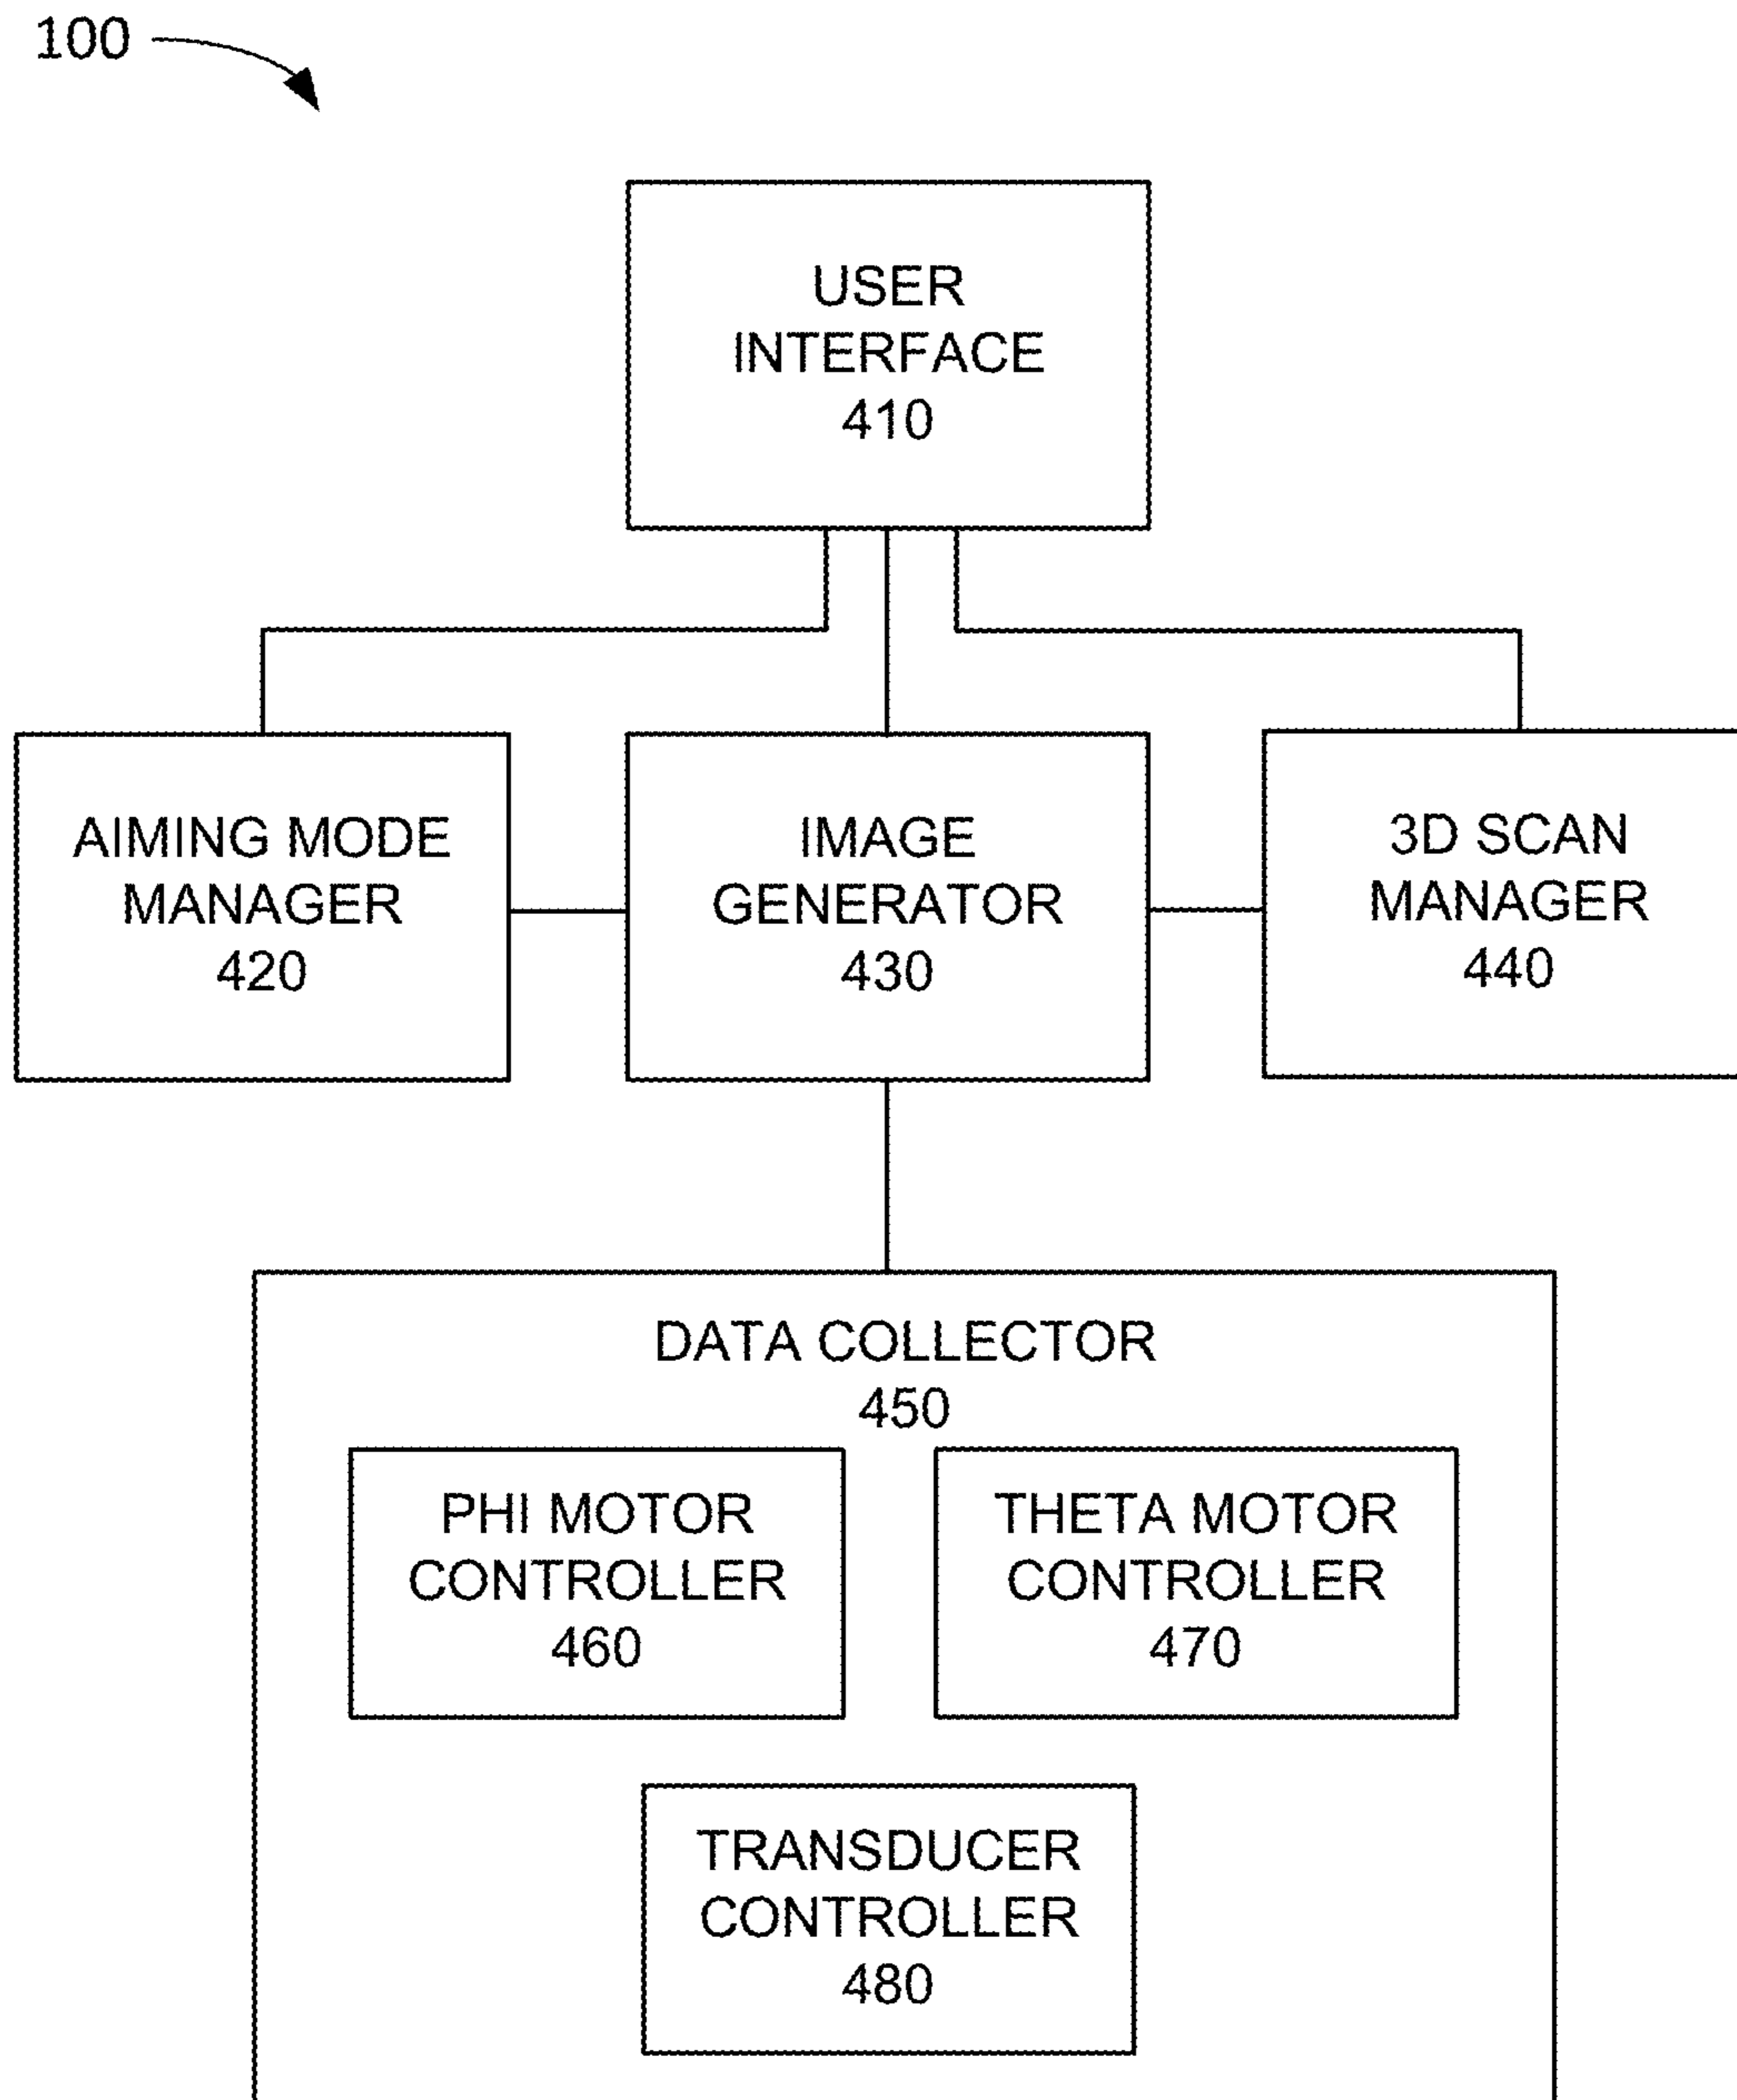 100
USER
INTERFACE
410
AIMING MODE
MANAGER
420
IMAGE
GENERATOR
430
3D SCAN
MANAGER
440
DATA COLLECTOR
450
PHI MOTOR
CONTROLLER
460
THETA MOTOR
CONTROLLER
470
TRANSDUCER
CONTROLLER
480